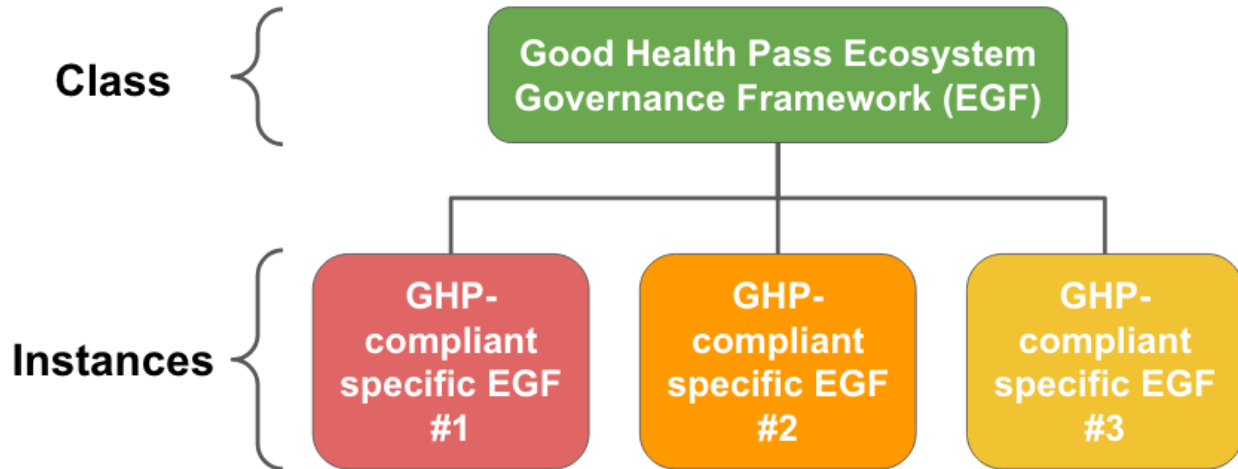 Class
Good Health Pass Ecosystem
Governance Framework (EGF)
Instances
GHP-
compliant
specific EGF
#1
GHP-
compliant
specific EGF
#2
GHP-
compliant
specific EGF
#3